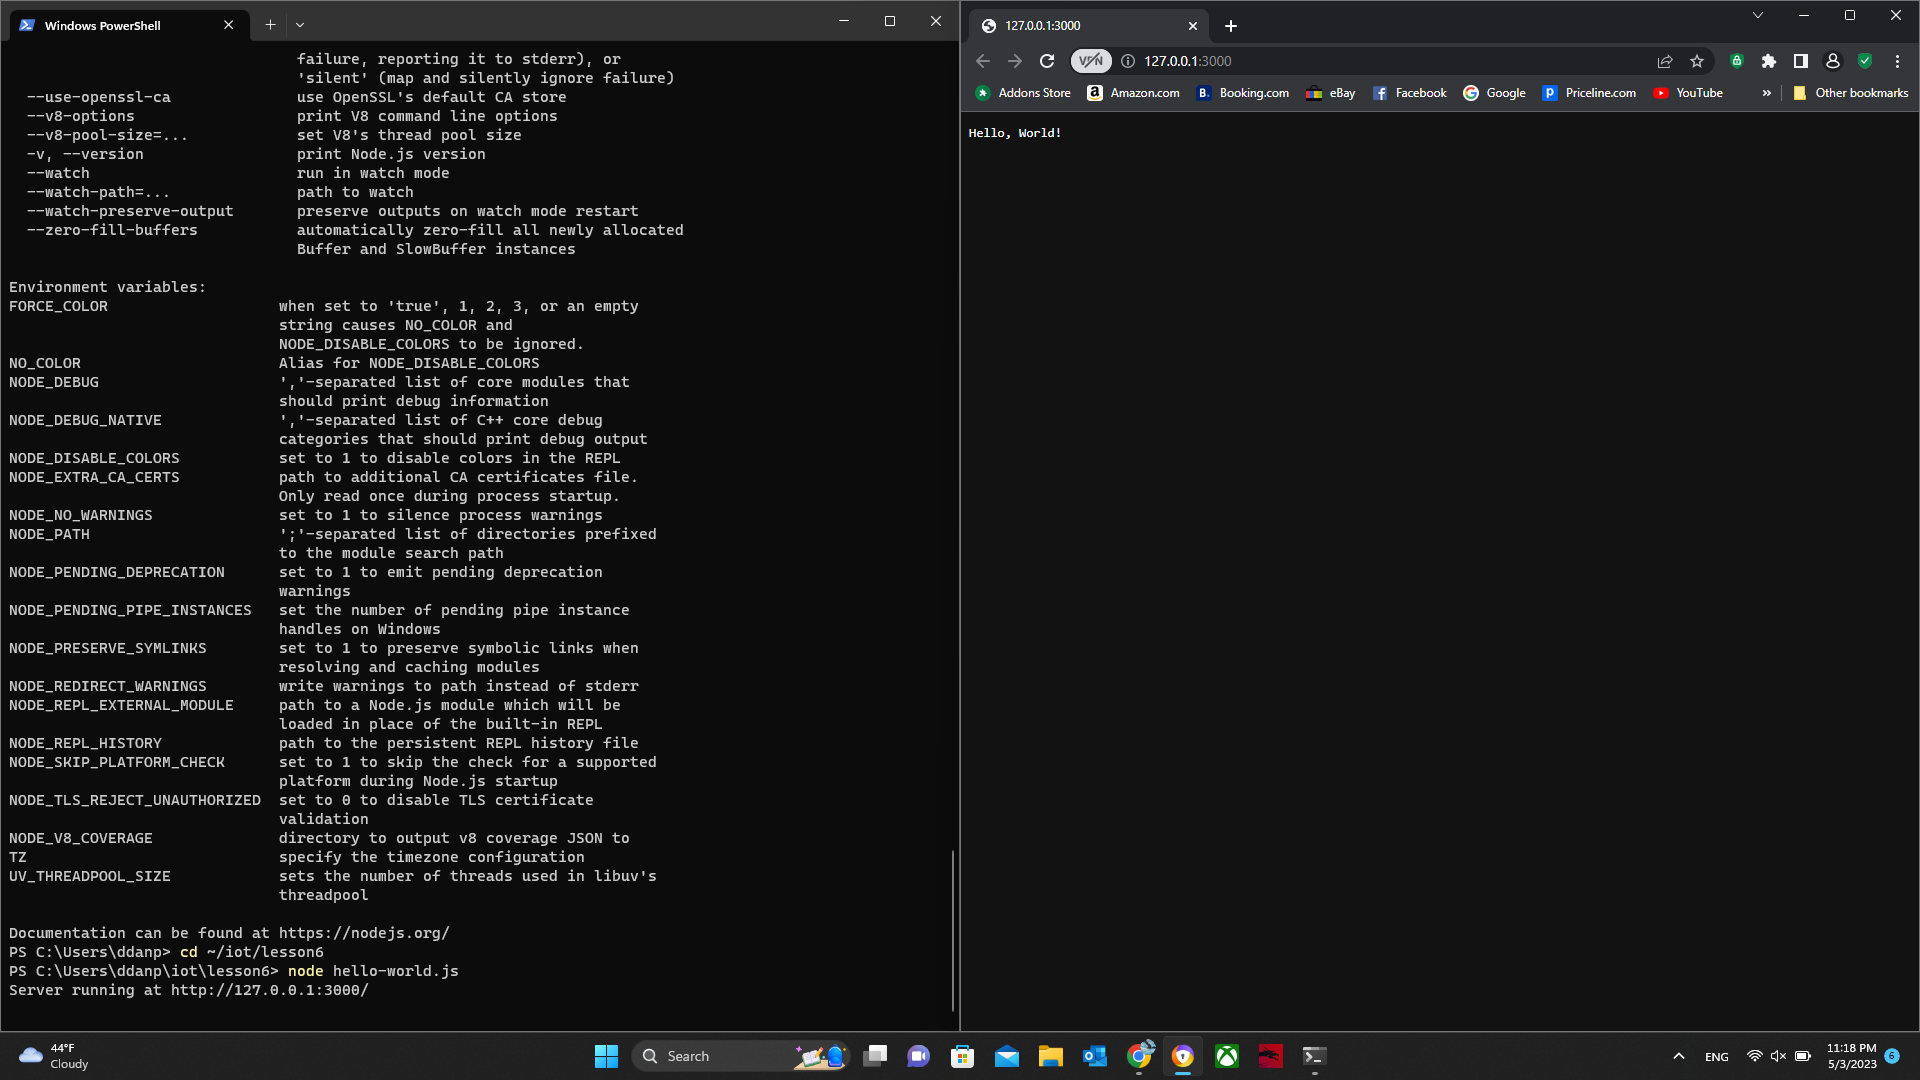 Windows PowerShell
failure, reporting it to stderr), or
'silent' (map and silently ignore failure)
--use-openssl-ca use OpenSSL's default CA store
--v8-options print V8 command line options
--v8-pool-size=... set V8's thread pool size
-v, --version print Node.js version
--watch run in watch mode
--watch-path=... path to watch
--watch-preserve-output preserve outputs on watch mode restart
--zero-fill-buffers automatically zero-fill all newly allocated
Buffer and SlowBuffer instances
Environment variables:
FORCE_COLOR when set to 'true', 1, 2, 3, or an empty
string causes NO_COLOR and
NODE_DISABLE_COLORS to be ignored.
NO_COLOR Alias for NODE_DISABLE_COLORS
NODE_DEBUG ','-separated list of core modules that
should print debug information
NODE_DEBUG_NATIVE ','-separated list of C++ core debug
categories that should print debug output
NODE_DISABLE_COLORS set to 1 to disable colors in the REPL
NODE_EXTRA_CA_CERTS path to additional CA certificates file.
Only read once during process startup.
NODE_NO_WARNINGS set to 1 to silence process warnings
NODE_PATH ';'-separated list of directories prefixed
to the module search path
NODE_PENDING_DEPRECATION set to 1 to emit pending deprecation
warnings
NODE_PENDING_PIPE_INSTANCES set the number of pending pipe instance
handles on Windows
NODE_PRESERVE_SYMLINKS set to 1 to preserve symbolic links when
resolving and caching modules
NODE_REDIRECT_WARNINGS write warnings to path instead of stderr
NODE_REPL_EXTERNAL_MODULE path to a Node.js module which will be
loaded in place of the built-in REPL
NODE_REPL_HISTORY path to the persistent REPL history file
NODE_SKIP_PLATFORM_CHECK set to 1 to skip the check for a supported
platform during Node.js startup
NODE_TLS_REJECT_UNAUTHORIZED set to 0 to disable TLS certificate
validation
NODE_V8_COVERAGE directory to output v8 coverage JSON to
TZ specify the timezone configuration
UV_THREADPOOL_SIZE sets the number of threads used in libuv's
threadpool
Documentation can be found at https://nodejs.org/
PS C:\Users\ddanp> cd ~/iot/lesson6
PS C:\Users\ddanp\iot\lesson6> node hello-world.js
Server running at http://127.0.0.1:3000/
127.0.0.1:3000
VPN 127.0.0.1:3000
Addons Store Amazon.com Booking.com eBay Facebook Google Priceline.com YouTube » Other bookmarks
Hello, World!
44°F
Cloudy
Search
ENG
11:18 PM
5/3/2023
6